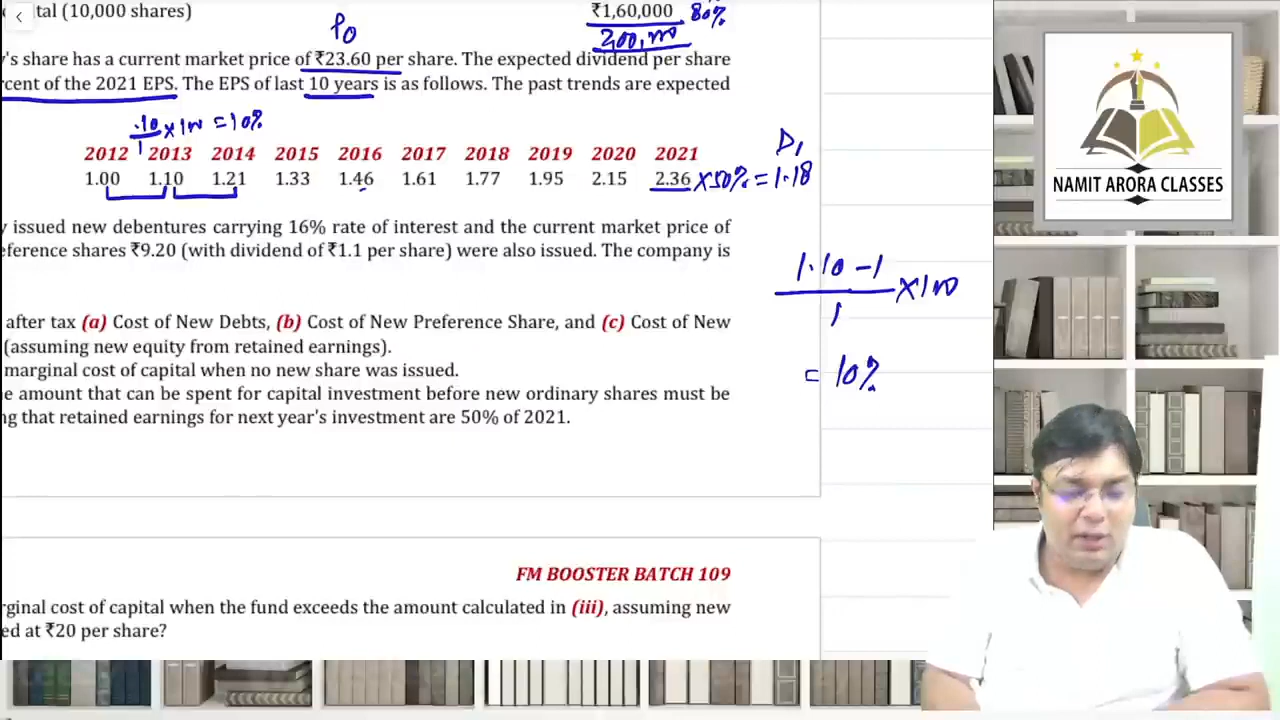 tal (10,000 shares) ₹1,60,000 80%
P0 200,000
y's share has a current market price of ₹23.60 per share. The expected dividend per share
rcent of the 2021 EPS. The EPS of last 10 years is as follows. The past trends are expected
.10/1 × 100 = 10%
D1
2012 2013 2014 2015 2016 2017 2018 2019 2020 2021
1.00 1.10 1.21 1.33 1.46 1.61 1.77 1.95 2.15 2.36 ×50% = 1.18
y issued new debentures carrying 16% rate of interest and the current market price of
eference shares ₹9.20 (with dividend of ₹1.1 per share) were also issued. The company is
1.10 - 1
× 100
1
after tax (a) Cost of New Debts, (b) Cost of New Preference Share, and (c) Cost of New
(assuming new equity from retained earnings).
marginal cost of capital when no new share was issued.
= 10%
e amount that can be spent for capital investment before new ordinary shares must be
ng that retained earnings for next year's investment are 50% of 2021.
FM BOOSTER BATCH 109
rginal cost of capital when the fund exceeds the amount calculated in (iii), assuming new
ed at ₹20 per share?
NAMIT ARORA CLASSES